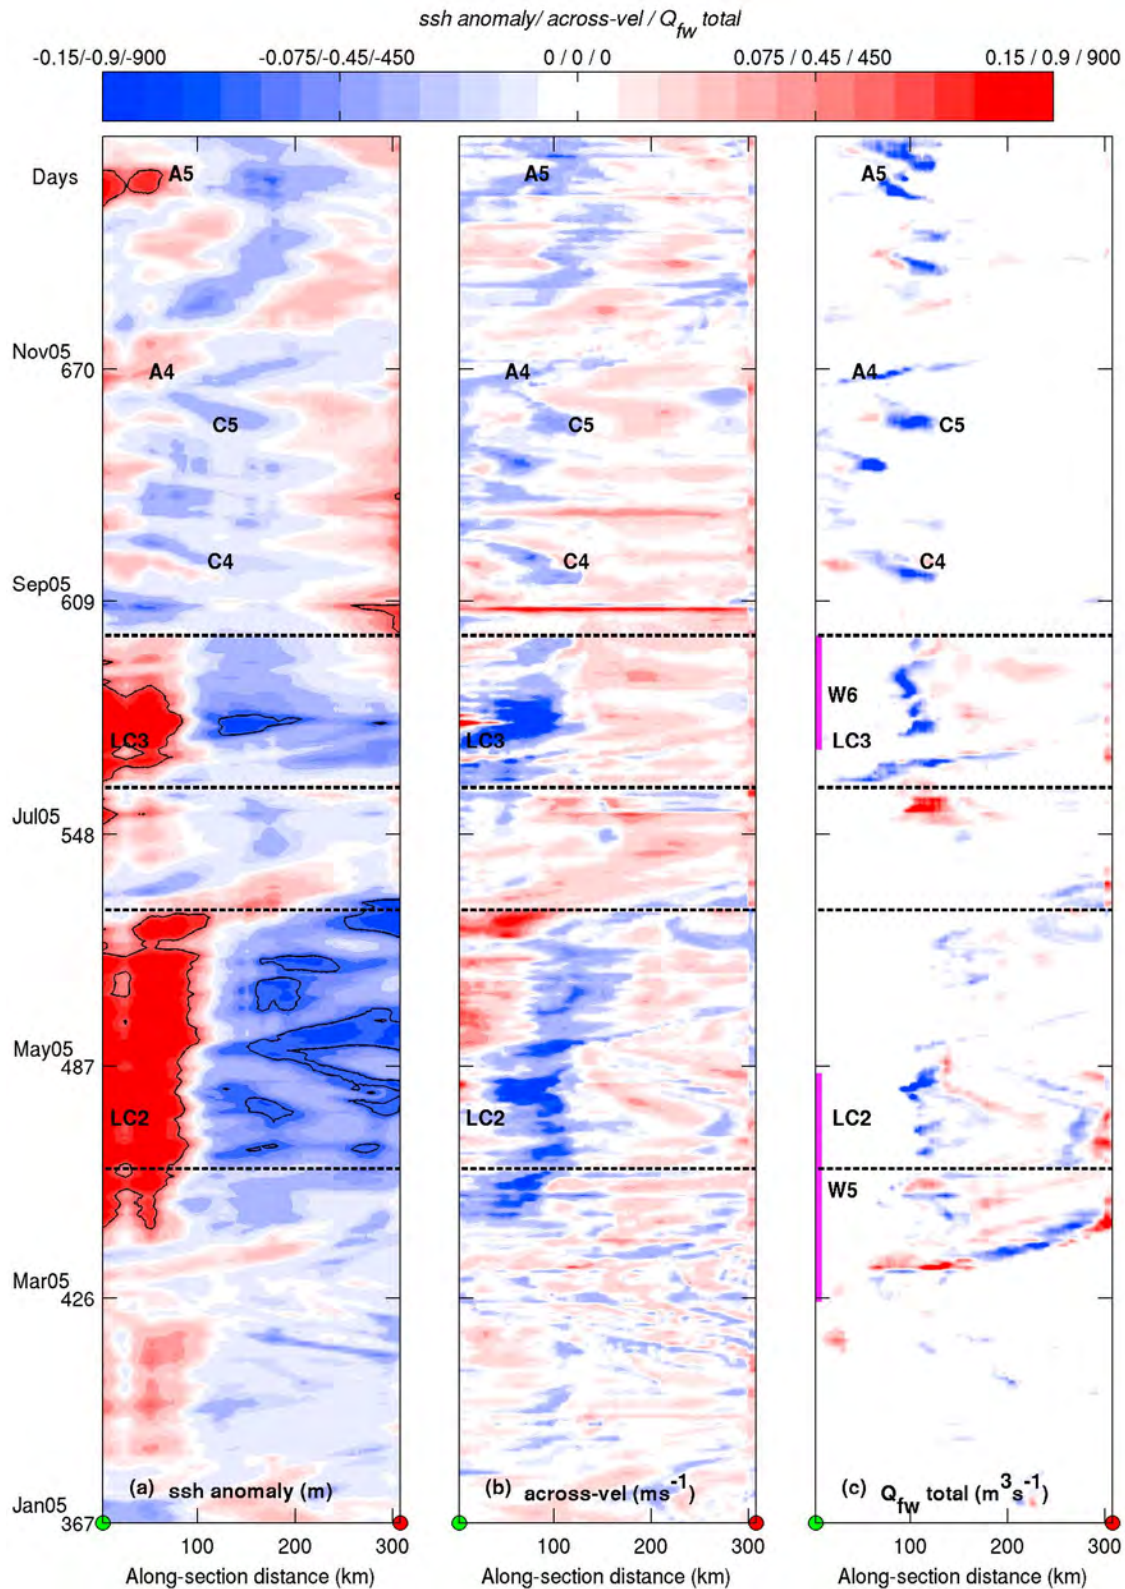 ssh anomaly/ across-vel / Q_fw total
-0.15/-0.9/-900 -0.075/-0.45/-450 0 / 0 / 0 0.075 / 0.45 / 450 0.15 / 0.9 / 900
Days
A5 A5 A5
Nov05
670
A4 A4 A4
C5 C5 C5
C4 C4 C4
Sep05
609
W6
LC3 LC3 LC3
Jul05
548
May05
487
LC2 LC2 LC2
W5
Mar05
426
Jan05
(a) ssh anomaly (m) (b) across-vel (ms^-1) (c) Q_fw total (m^3s^-1)
367
100 200 300 100 200 300 100 200 300
Along-section distance (km) Along-section distance (km) Along-section distance (km)